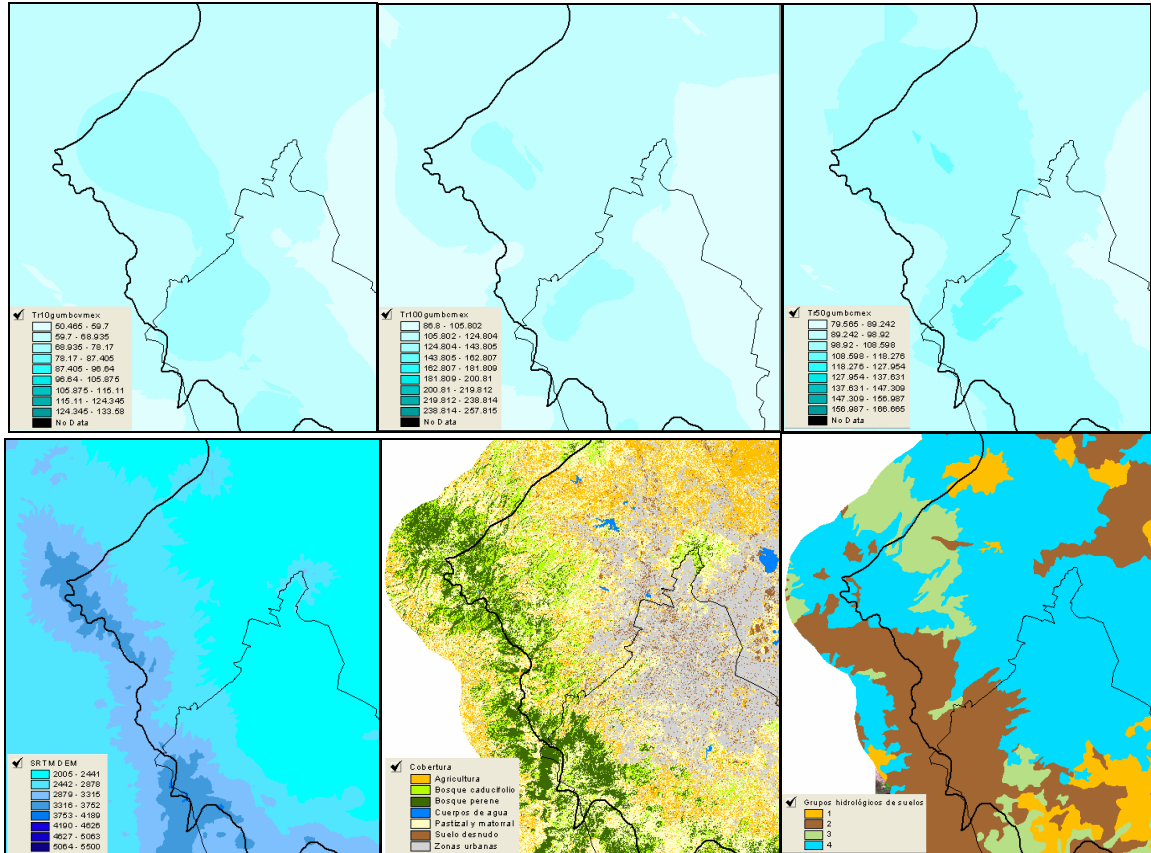 Tr10gumbcvmex
50.465 - 59.7
59.7 - 68.935
68.935 - 78.17
78.17 - 87.405
87.405 - 96.64
96.64 - 105.875
105.875 - 115.11
115.11 - 124.345
124.345 - 133.58
No Data
Tr100gumbcmex
86.8 - 105.802
105.802 - 124.804
124.804 - 143.805
143.805 - 162.807
162.807 - 181.809
181.809 - 200.81
200.81 - 219.812
219.812 - 238.814
238.814 - 257.815
No Data
Tr50gumbcmex
79.565 - 89.242
89.242 - 98.92
98.92 - 108.598
108.598 - 118.276
118.276 - 127.954
127.954 - 137.631
137.631 - 147.309
147.309 - 156.987
156.987 - 166.665
No Data
SRTM DEM
2005 - 2441
2442 - 2878
2879 - 3315
3316 - 3752
3753 - 4189
4190 - 4626
4627 - 5063
5064 - 5500
Cobertura
Agricultura
Bosque caducifolio
Bosque perene
Cuerpos de agua
Pastizal y matorral
Suelo desnudo
Zonas urbanas
Grupos hidrológicos de suelos
1
2
3
4